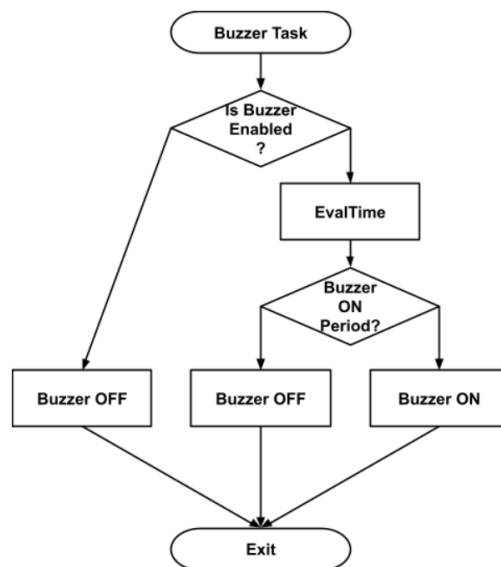 Buzzer Task
Is Buzzer
Enabled
?
EvalTime
Buzzer
ON
Period?
Buzzer OFF
Buzzer OFF
Buzzer ON
Exit